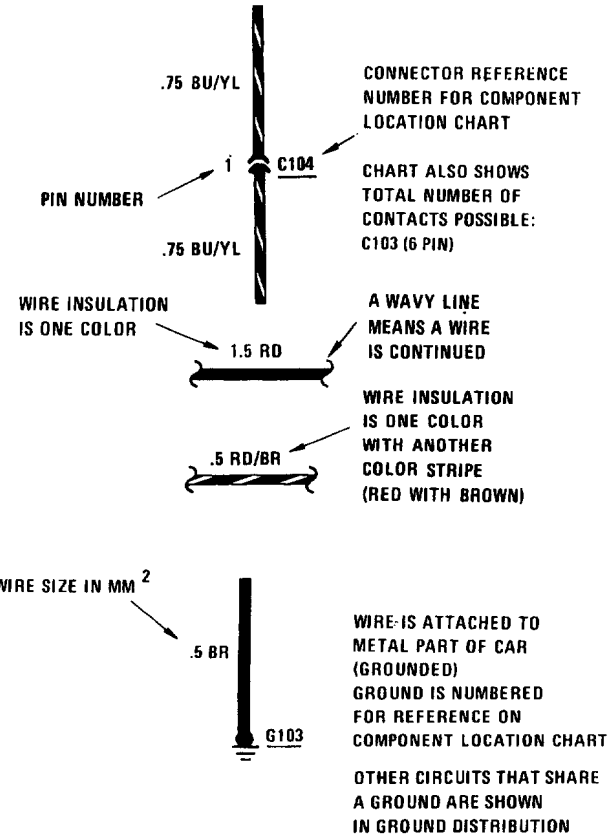 .75 BU/YL
CONNECTOR REFERENCE
NUMBER FOR COMPONENT
LOCATION CHART
1 C104
PIN NUMBER
CHART ALSO SHOWS
TOTAL NUMBER OF
CONTACTS POSSIBLE:
C103 (6 PIN)
.75 BU/YL
WIRE INSULATION
IS ONE COLOR
A WAVY LINE
MEANS A WIRE
IS CONTINUED
1.5 RD
WIRE INSULATION
IS ONE COLOR
WITH ANOTHER
COLOR STRIPE
(RED WITH BROWN)
.5 RD/BR
WIRE SIZE IN MM 2
.5 BR
G103
WIRE IS ATTACHED TO
METAL PART OF CAR
(GROUNDED)
GROUND IS NUMBERED
FOR REFERENCE ON
COMPONENT LOCATION CHART
OTHER CIRCUITS THAT SHARE
A GROUND ARE SHOWN
IN GROUND DISTRIBUTION